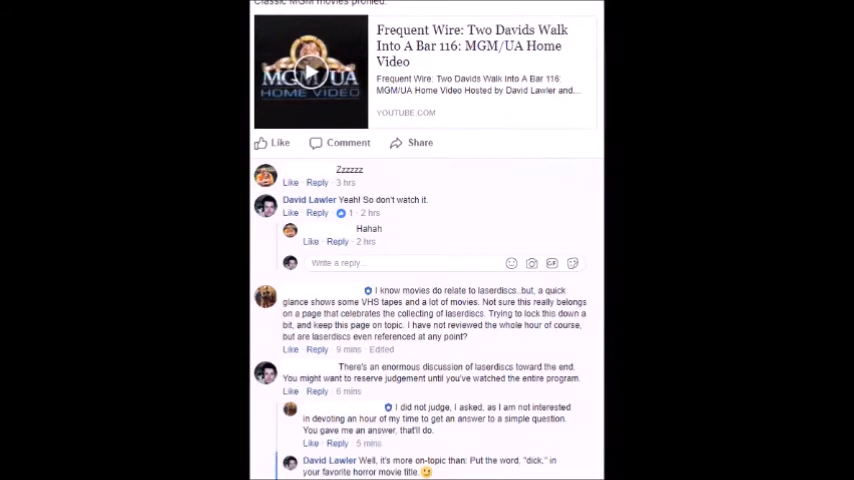 Classic MGM movies profiled.
Frequent Wire: Two Davids Walk
Into A Bar 116: MGM/UA Home
Video
Frequent Wire: Two Davids Walk Into A Bar 116:
MGM/UA Home Video Hosted by David Lawler and...
YOUTUBE.COM
MGM/UA
HOME VIDEO
Like Comment Share
Zzzzzz
Like · Reply · 3 hrs
David Lawler Yeah! So don't watch it.
Like · Reply · 1 · 2 hrs
Hahah
Like · Reply · 2 hrs
Write a reply...
GIF
I know movies do relate to laserdiscs..but, a quick
glance shows some VHS tapes and a lot of movies. Not sure this really belongs
on a page that celebrates the collecting of laserdiscs. Trying to lock this down a
bit, and keep this page on topic. I have not reviewed the whole hour of course,
but are laserdiscs even referenced at any point?
Like · Reply · 9 mins · Edited
There's an enormous discussion of laserdiscs toward the end.
You might want to reserve judgement until you've watched the entire program.
Like · Reply · 6 mins
I did not judge, I asked, as I am not interested
in devoting an hour of my time to get an answer to a simple question.
You gave me an answer, that'll do.
Like · Reply · 5 mins
David Lawler Well, it's more on-topic than: Put the word, "dick," in
your favorite horror movie title.